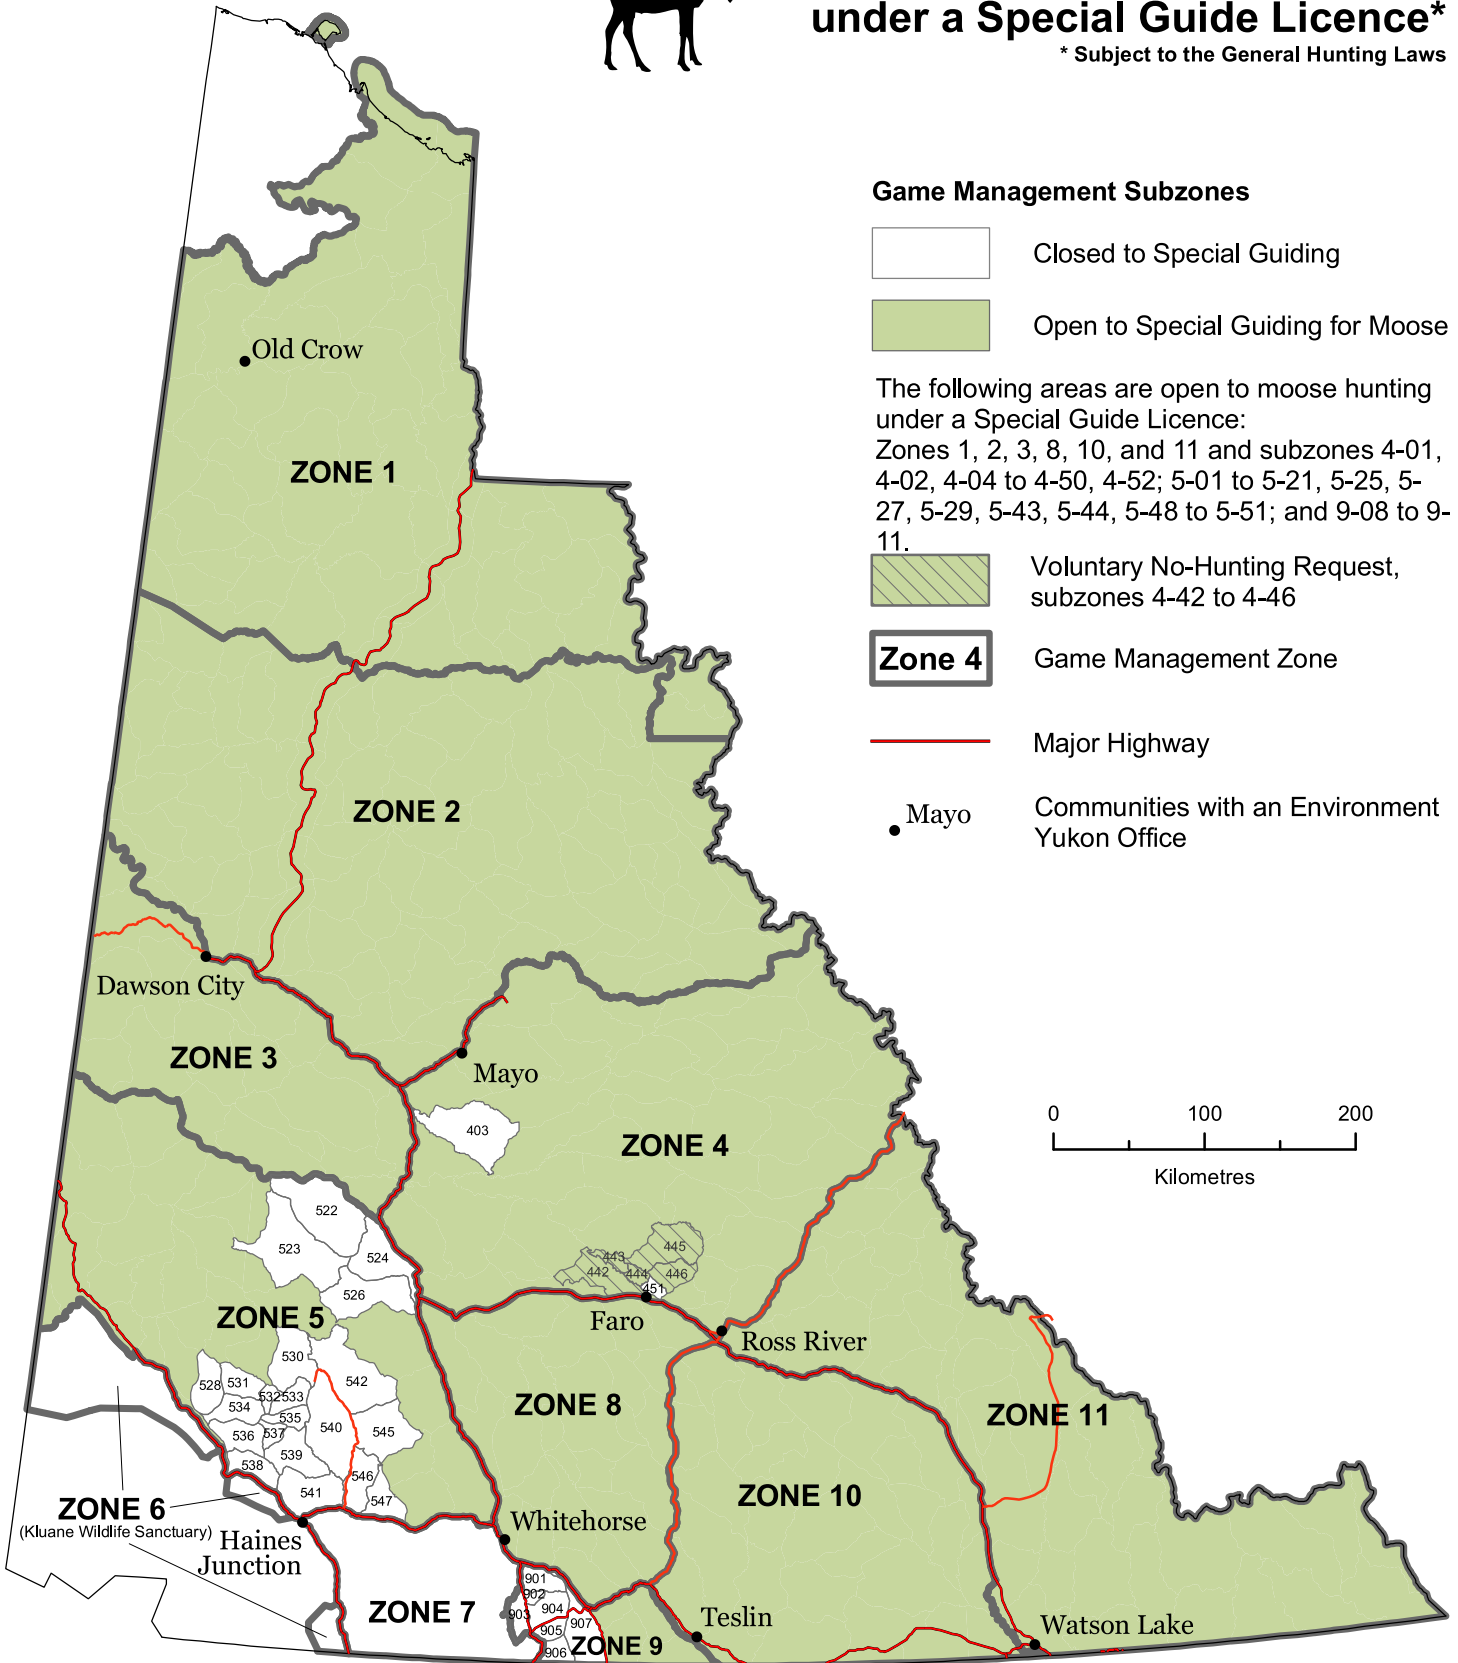 under a Special Guide Licence*
* Subject to the General Hunting Laws
Game Management Subzones
Closed to Special Guiding
Open to Special Guiding for Moose
The following areas are open to moose hunting
under a Special Guide Licence:
Zones 1, 2, 3, 8, 10, and 11 and subzones 4-01,
4-02, 4-04 to 4-50, 4-52; 5-01 to 5-21, 5-25, 5-
27, 5-29, 5-43, 5-44, 5-48 to 5-51; and 9-08 to 9-
11.
Voluntary No-Hunting Request,
subzones 4-42 to 4-46
Zone 4
Game Management Zone
Major Highway
Mayo
Communities with an Environment
Yukon Office
0 100 200
Kilometres
Old Crow
ZONE 1
ZONE 2
Dawson City
ZONE 3
Mayo
403
ZONE 4
522
523
524
526
443
445
442
444
446
451
ZONE 5
Faro
Ross River
530
528
531
532
533
542
534
535
540
536
537
545
539
538
546
541
547
ZONE 8
ZONE 11
ZONE 10
ZONE 6
(Kluane Wildlife Sanctuary)
Haines
Junction
Whitehorse
901
902
903
904
907
905
906
ZONE 7
ZONE 9
Teslin
Watson Lake